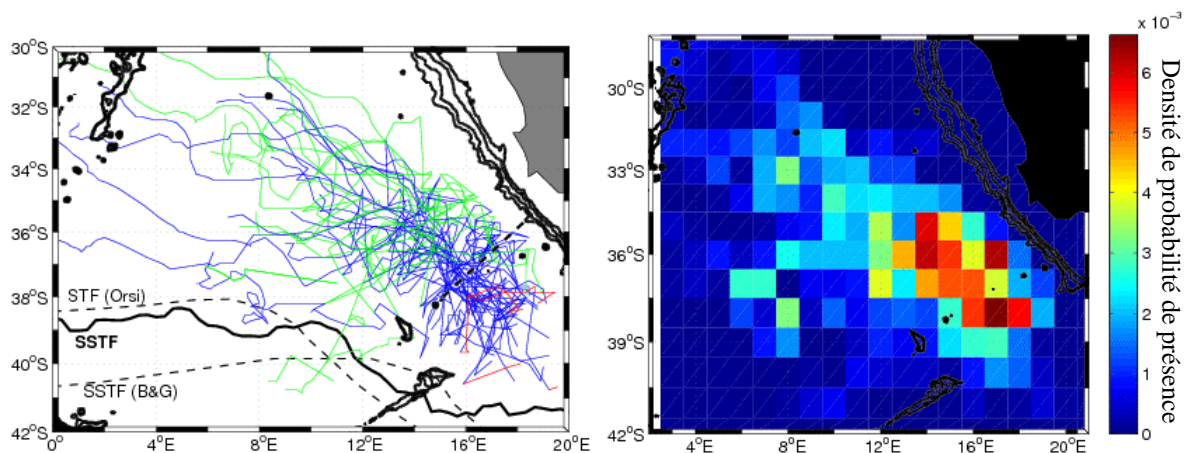 30°S
32°S
34°S
36°S
38°S
40°S
42°S
0
4°E
8°E
12°E
16°E
20°E
STF (Orsi)
SSTF
SSTF (B&G)
30°S
33°S
36°S
39°S
42°S
4°E
8°E
12°E
16°E
20°E
x 10⁻³
6
5
4
3
2
1
0
Densité de probabilité de présence